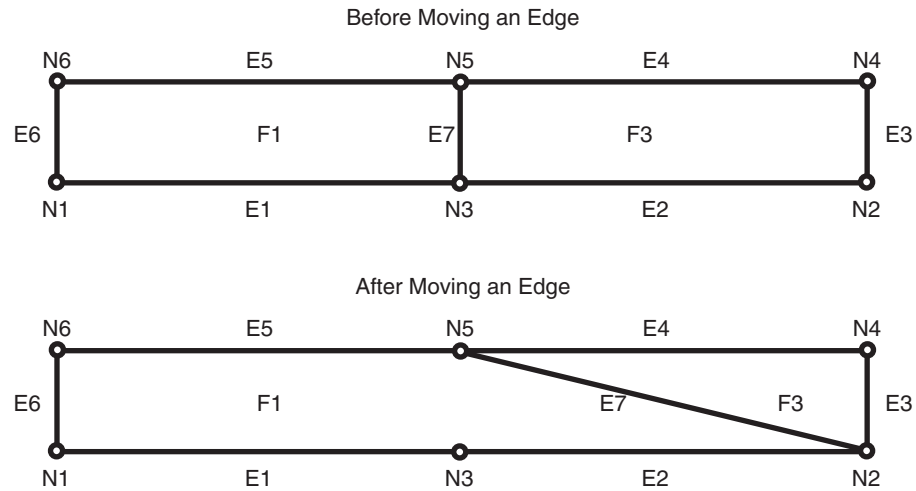 Before Moving an Edge
N6 E5 N5 E4 N4
E6 F1 E7 F3 E3
N1 E1 N3 E2 N2
After Moving an Edge
N6 E5 N5 E4 N4
E6 F1 E7 F3 E3
N1 E1 N3 E2 N2